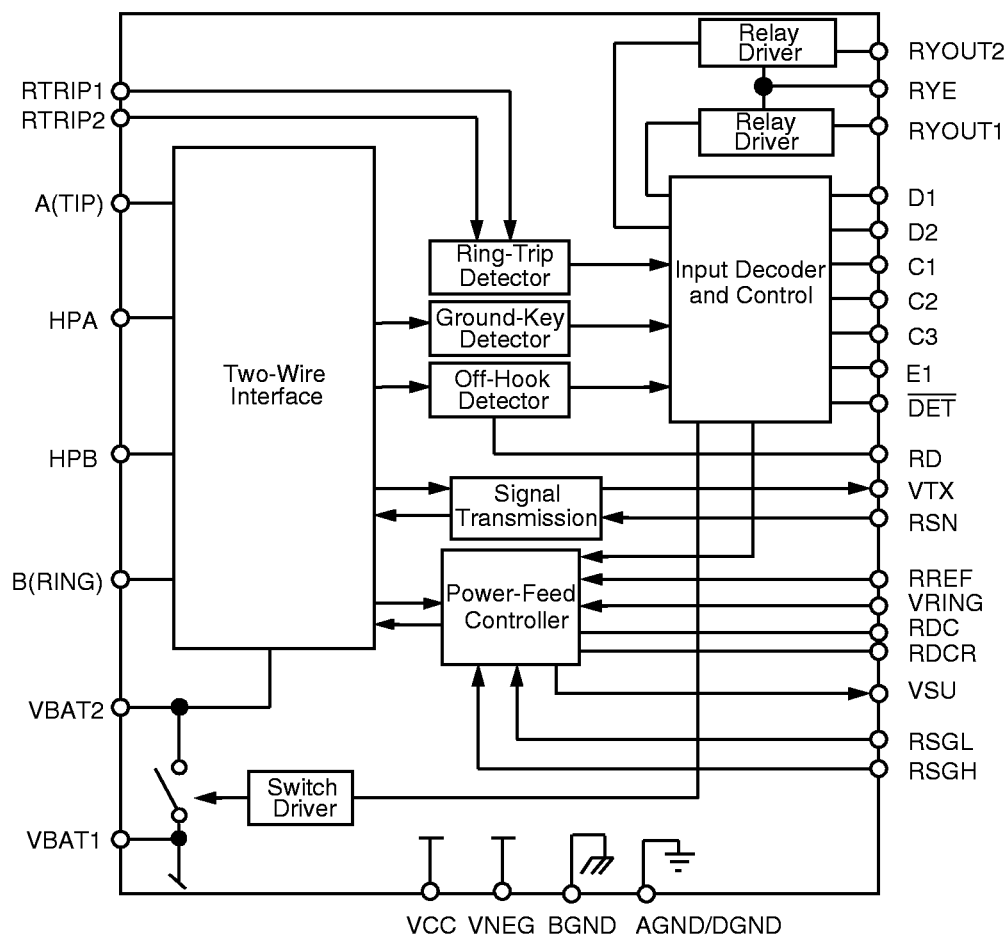 Relay
Driver
RYOUT2
RTRIP1
RYE
RTRIP2
Relay
Driver
RYOUT1
A(TIP)
D1
D2
Ring-Trip
Detector
Input Decoder
and Control
C1
C2
HPA
Ground-Key
Detector
C3
Two-Wire
Interface
Off-Hook
Detector
E1
DET
HPB
RD
Signal
Transmission
VTX
RSN
B(RING)
Power-Feed
Controller
RREF
VRING
RDC
RDCR
VBAT2
VSU
RSGL
RSGH
Switch
Driver
VBAT1
VCC
VNEG
BGND
AGND/DGND